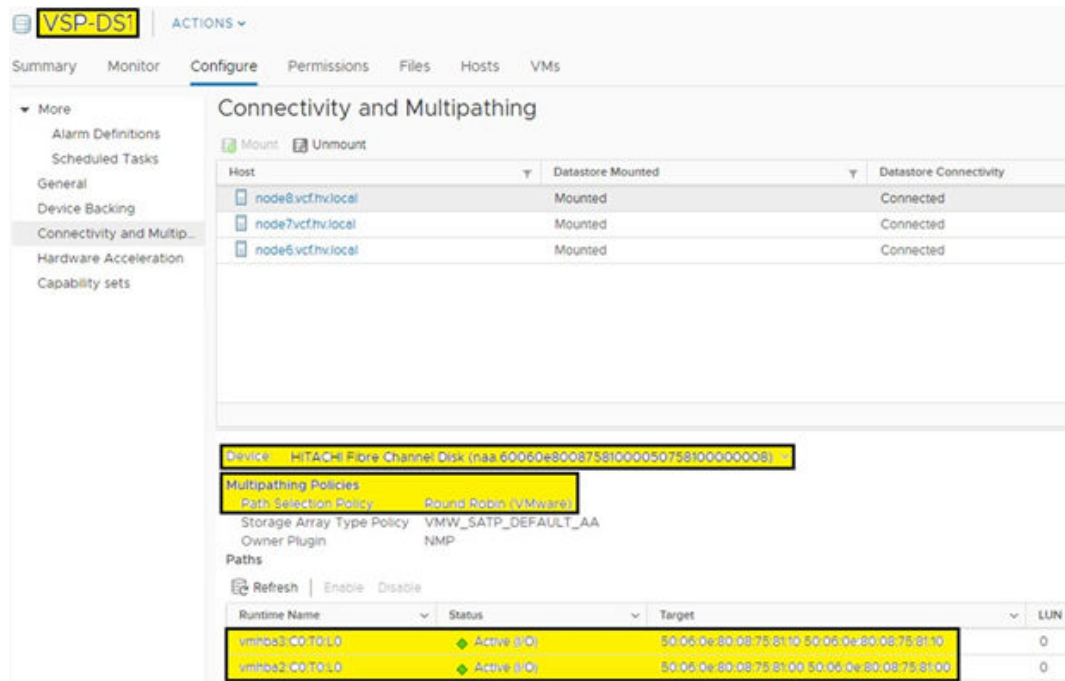 VSP-DS1 ACTIONS
Summary Monitor Configure Permissions Files Hosts VMs
More
Alarm Definitions
Scheduled Tasks
General
Device Backing
Connectivity and Multip...
Hardware Acceleration
Capability sets
Connectivity and Multipathing
Mount Unmount
Host Datastore Mounted Datastore Connectivity
node8.vcf.hv.local Mounted Connected
node7.vcf.hv.local Mounted Connected
node6.vcf.hv.local Mounted Connected
Device: HITACHI Fibre Channel Disk (naa.60060e80087581000050758100000008)
Multipathing Policies
Path Selection Policy Round Robin (VMware)
Storage Array Type Policy VMW_SATP_DEFAULT_AA
Owner Plugin NMP
Paths
Refresh Enable Disable
Runtime Name Status Target LUN
vmhba3:C0:T0:L0 Active (I/O) 50:06:0e:80:08:75:81:10 50:06:0e:80:08:75:81:10 0
vmhba2:C0:T0:L0 Active (I/O) 50:06:0e:80:08:75:81:00 50:06:0e:80:08:75:81:00 0